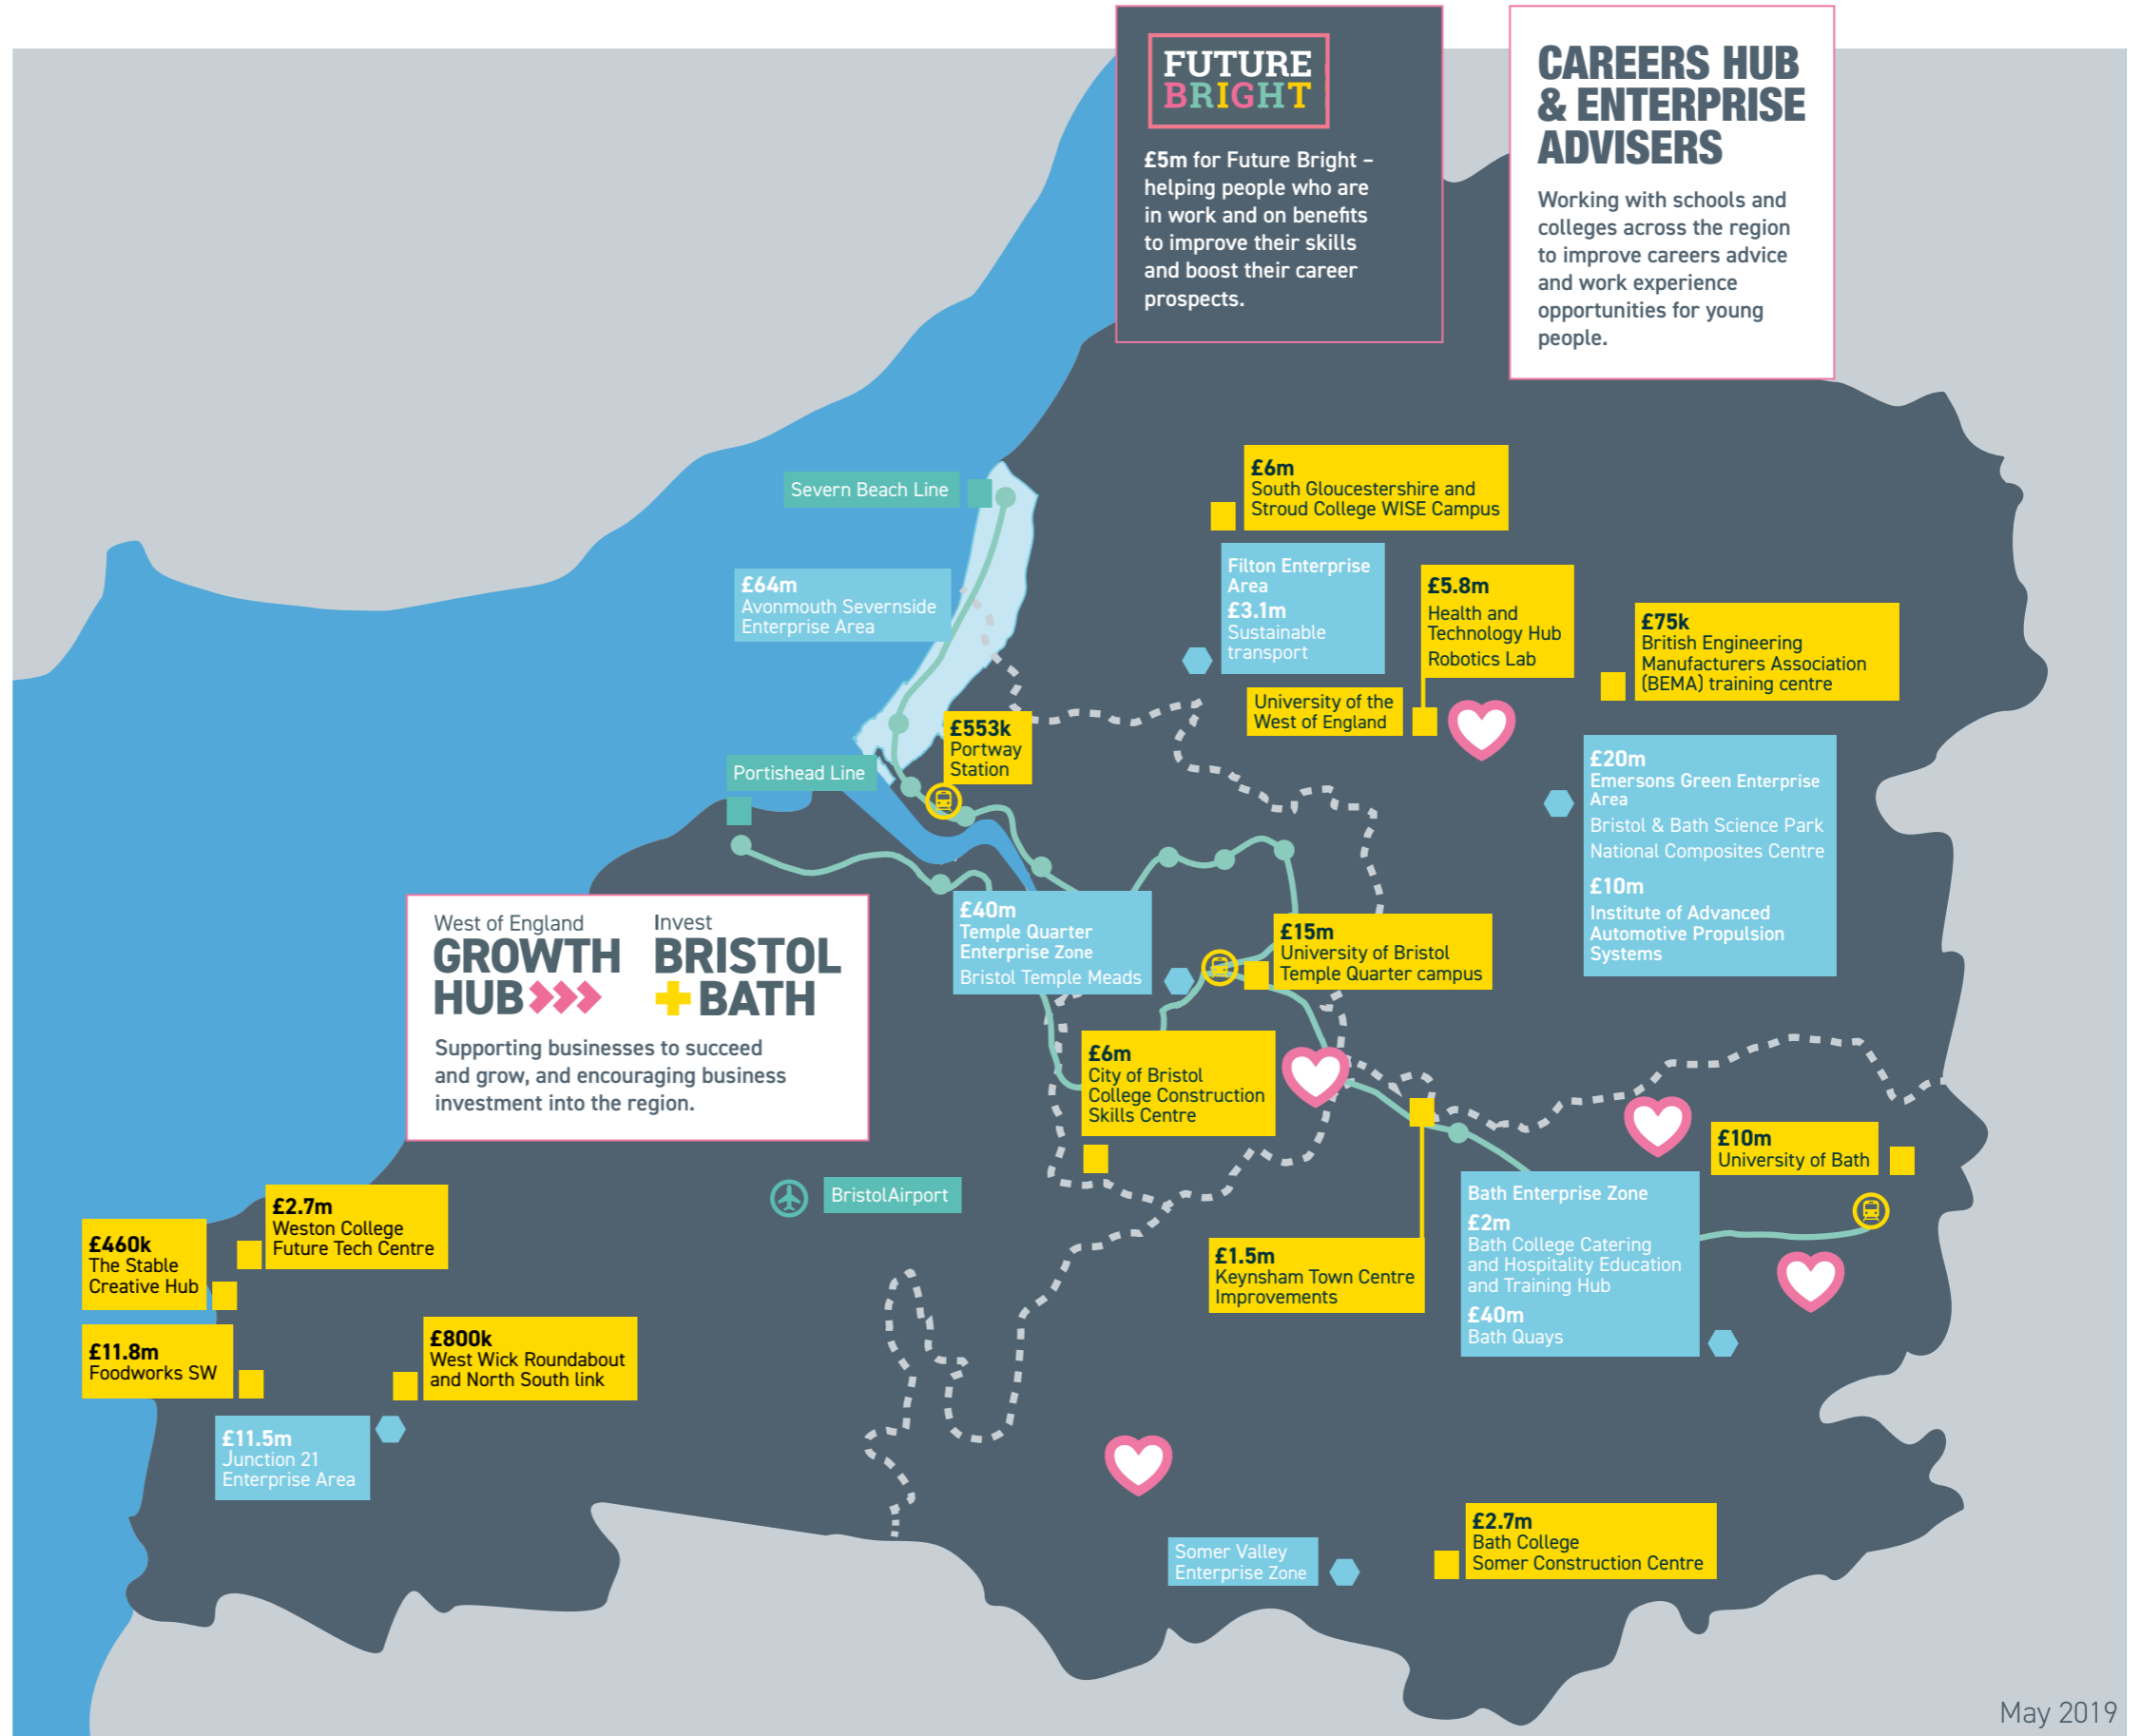 FUTURE
BRIGHT
£5m for Future Bright –
helping people who are
in work and on benefits
to improve their skills
and boost their career
prospects.
CAREERS HUB
& ENTERPRISE
ADVISERS
Working with schools and
colleges across the region
to improve careers advice
and work experience
opportunities for young
people.
£6m
South Gloucestershire and
Stroud College WISE Campus
Severn Beach Line
£64m
Avonmouth Severnside
Enterprise Area
Filton Enterprise
Area
£3.1m
Sustainable
transport
£5.8m
Health and
Technology Hub
Robotics Lab
University of the
West of England
£75k
British Engineering
Manufacturers Association
(BEMA) training centre
£553k
Portway
Station
Portishead Line
£20m
Emersons Green Enterprise
Area
Bristol & Bath Science Park
National Composites Centre
£10m
Institute of Advanced
Automotive Propulsion
Systems
West of England
GROWTH
HUB
Invest
BRISTOL
+ BATH
Supporting businesses to succeed
and grow, and encouraging business
investment into the region.
£40m
Temple Quarter
Enterprise Zone
Bristol Temple Meads
£15m
University of Bristol
Temple Quarter campus
£6m
City of Bristol
College Construction
Skills Centre
£10m
University of Bath
BristolAirport
£2.7m
Weston College
Future Tech Centre
£460k
The Stable
Creative Hub
£1.5m
Keynsham Town Centre
Improvements
Bath Enterprise Zone
£2m
Bath College Catering
and Hospitality Education
and Training Hub
£40m
Bath Quays
£11.8m
Foodworks SW
£800k
West Wick Roundabout
and North South link
£11.5m
Junction 21
Enterprise Area
Somer Valley
Enterprise Zone
£2.7m
Bath College
Somer Construction Centre
May 2019